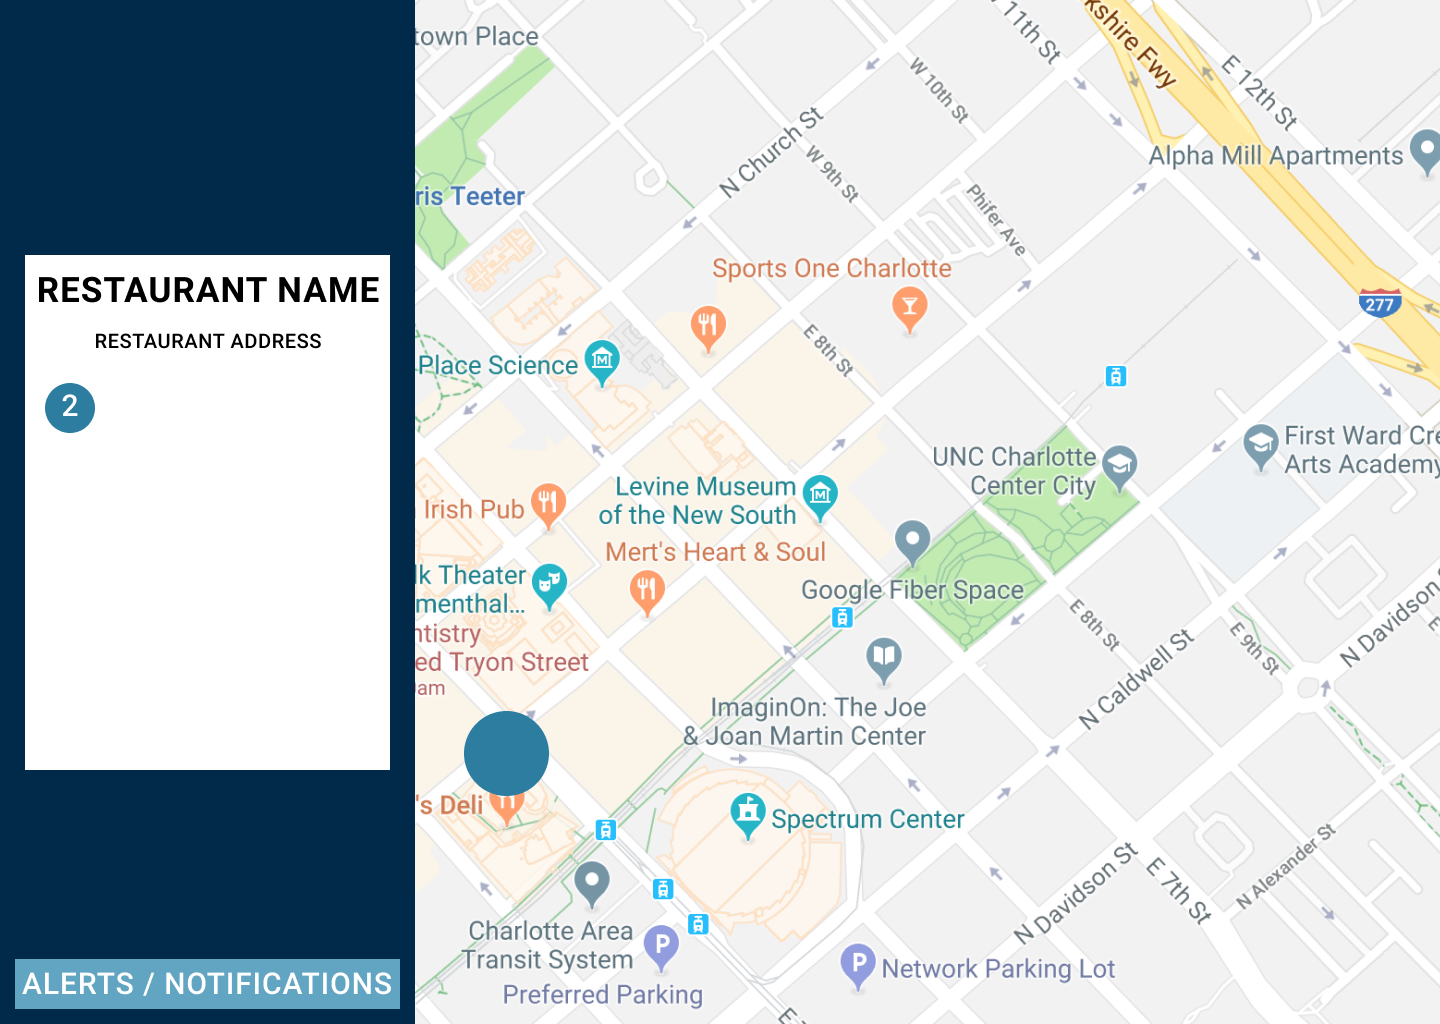 RESTAURANT NAME
RESTAURANT ADDRESS
2
ALERTS / NOTIFICATIONS
town Place
W 11th St
kshire Fwy
E 12th St
W 10th St
N Church St
W 9th St
Alpha Mill Apartments
ris Teeter
Phifer Ave
Sports One Charlotte
277
E 8th St
Place Science
M
UNC Charlotte
Center City
First Ward Cre
Arts Academy
Levine Museum
of the New South
M
Irish Pub
Mert's Heart & Soul
lk Theater
menthal...
Google Fiber Space
ntistry
ed Tryon Street
am
E 8th St
E 9th St
N Davidson
E
N Caldwell St
ImaginOn: The Joe
& Joan Martin Center
's Deli
Spectrum Center
N Alexander St
E 7th St
N Davidson St
Charlotte Area
Transit System
P
P
Network Parking Lot
Preferred Parking
E